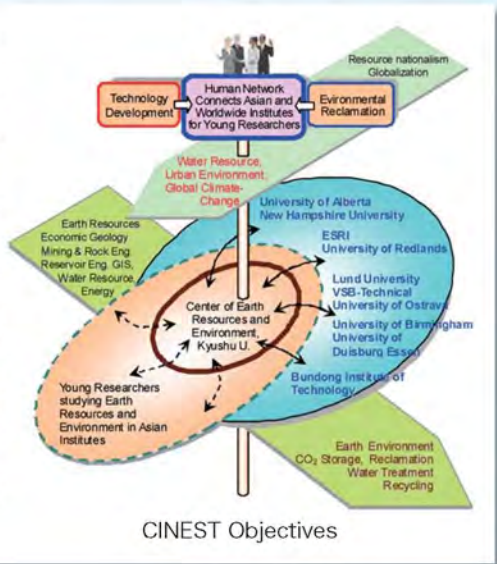 Resource nationalism
Globalization
Technology
Development
Human Network
Connects Asian and
Worldwide Institutes
for Young Researchers
Evironmental
Reclamation
Water Resource,
Urban Environment,
Global Climate-
Change
University of Alberta
New Hampshire University
Earth Resources
Economic Geology
Mining & Rock Eng.
Reservoir Eng. GIS,
Water Resource,
Energy
ESRI
University of Redlands
Lund University
VSB-Technical
University of Ostrava
University of Birmingham
University of
Duisburg Essen
Bundong Institute of
Technology
Center of Earth
Resources and
Environment,
Kyushu U.
Young Researchers
studying Earth
Resources and
Environment in Asian
Institutes
Earth Environment
CO₂ Storage, Reclamation
Water Treatment
Recycling
CINEST Objectives